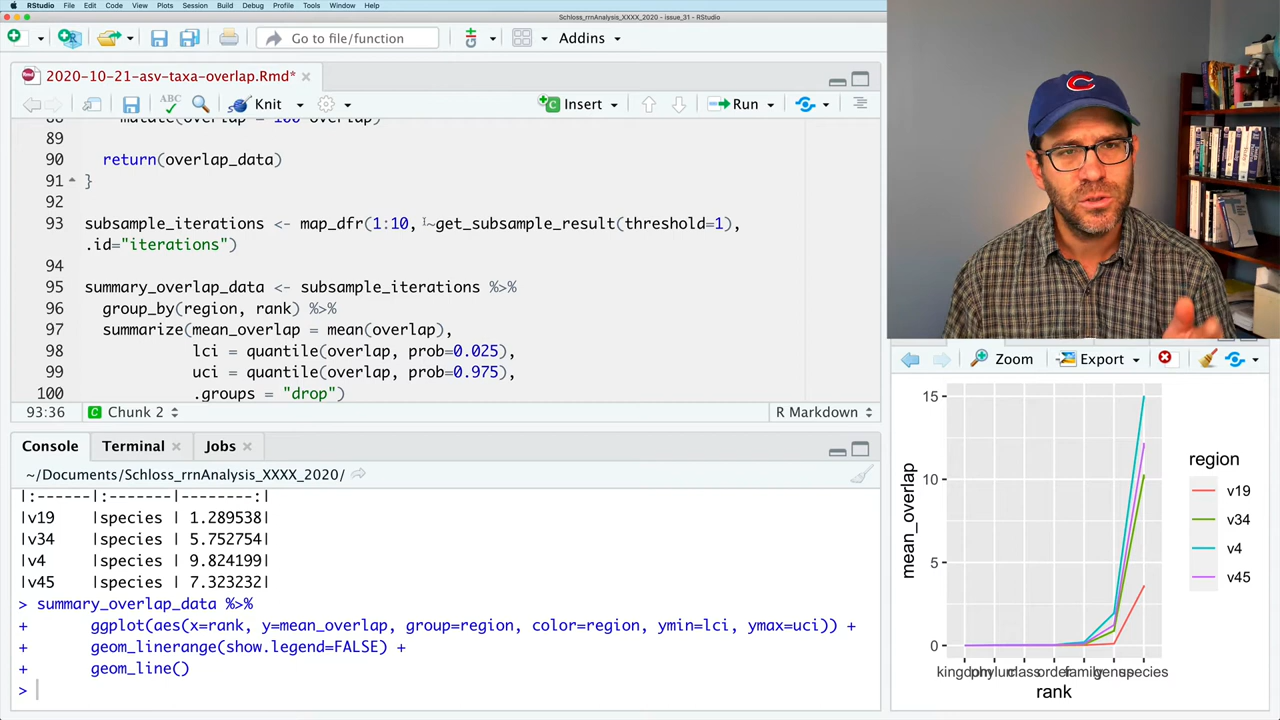 RStudio File Edit Code View Plots Session Build Debug Profile Tools Window Help
Schloss_rrnAnalysis_XXXX_2020 - issue_31 - RStudio
Go to file/function
Addins
2020-10-21-asv-taxa-overlap.Rmd*
ABC
Knit
Insert
Run
89
90 return(overlap_data)
91 }
92
93 subsample_iterations <- map_dfr(1:10, ~get_subsample_result(threshold=1),
.id="iterations")
94
95 summary_overlap_data <- subsample_iterations %>%
96 group_by(region, rank) %>%
97 summarize(mean_overlap = mean(overlap),
98 lci = quantile(overlap, prob=0.025),
99 uci = quantile(overlap, prob=0.975),
100 .groups = "drop")
93:36 C Chunk 2 R Markdown
Console Terminal Jobs
~/Documents/Schloss_rrnAnalysis_XXXX_2020/
|:------|:-------|--------:|
|v19 |species | 1.289538|
|v34 |species | 5.752754|
|v4 |species | 9.824199|
|v45 |species | 7.323232|
> summary_overlap_data %>%
+ ggplot(aes(x=rank, y=mean_overlap, group=region, color=region, ymin=lci, ymax=uci)) +
+ geom_linerange(show.legend=FALSE) +
+ geom_line()
>
C
Zoom Export
15
10
5
0
mean_overlap
kingdom phylum class order family genus species
rank
region
v19
v34
v4
v45